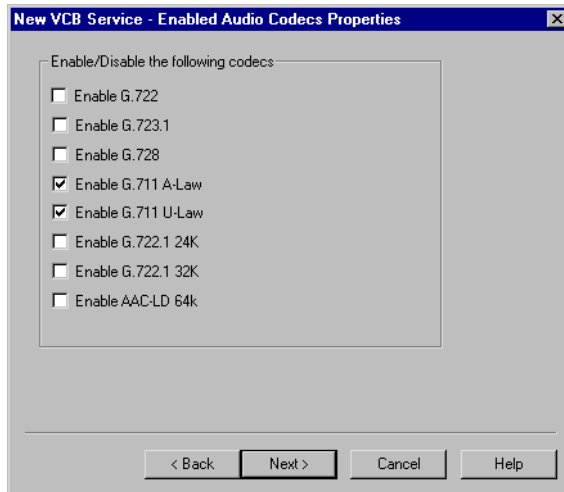 New VCB Service - Enabled Audio Codecs Properties
Enable/Disable the following codecs
Enable G.722
Enable G.723.1
Enable G.728
Enable G.711 A-Law
Enable G.711 U-Law
Enable G.722.1 24K
Enable G.722.1 32K
Enable AAC-LD 64k
< Back Next > Cancel Help